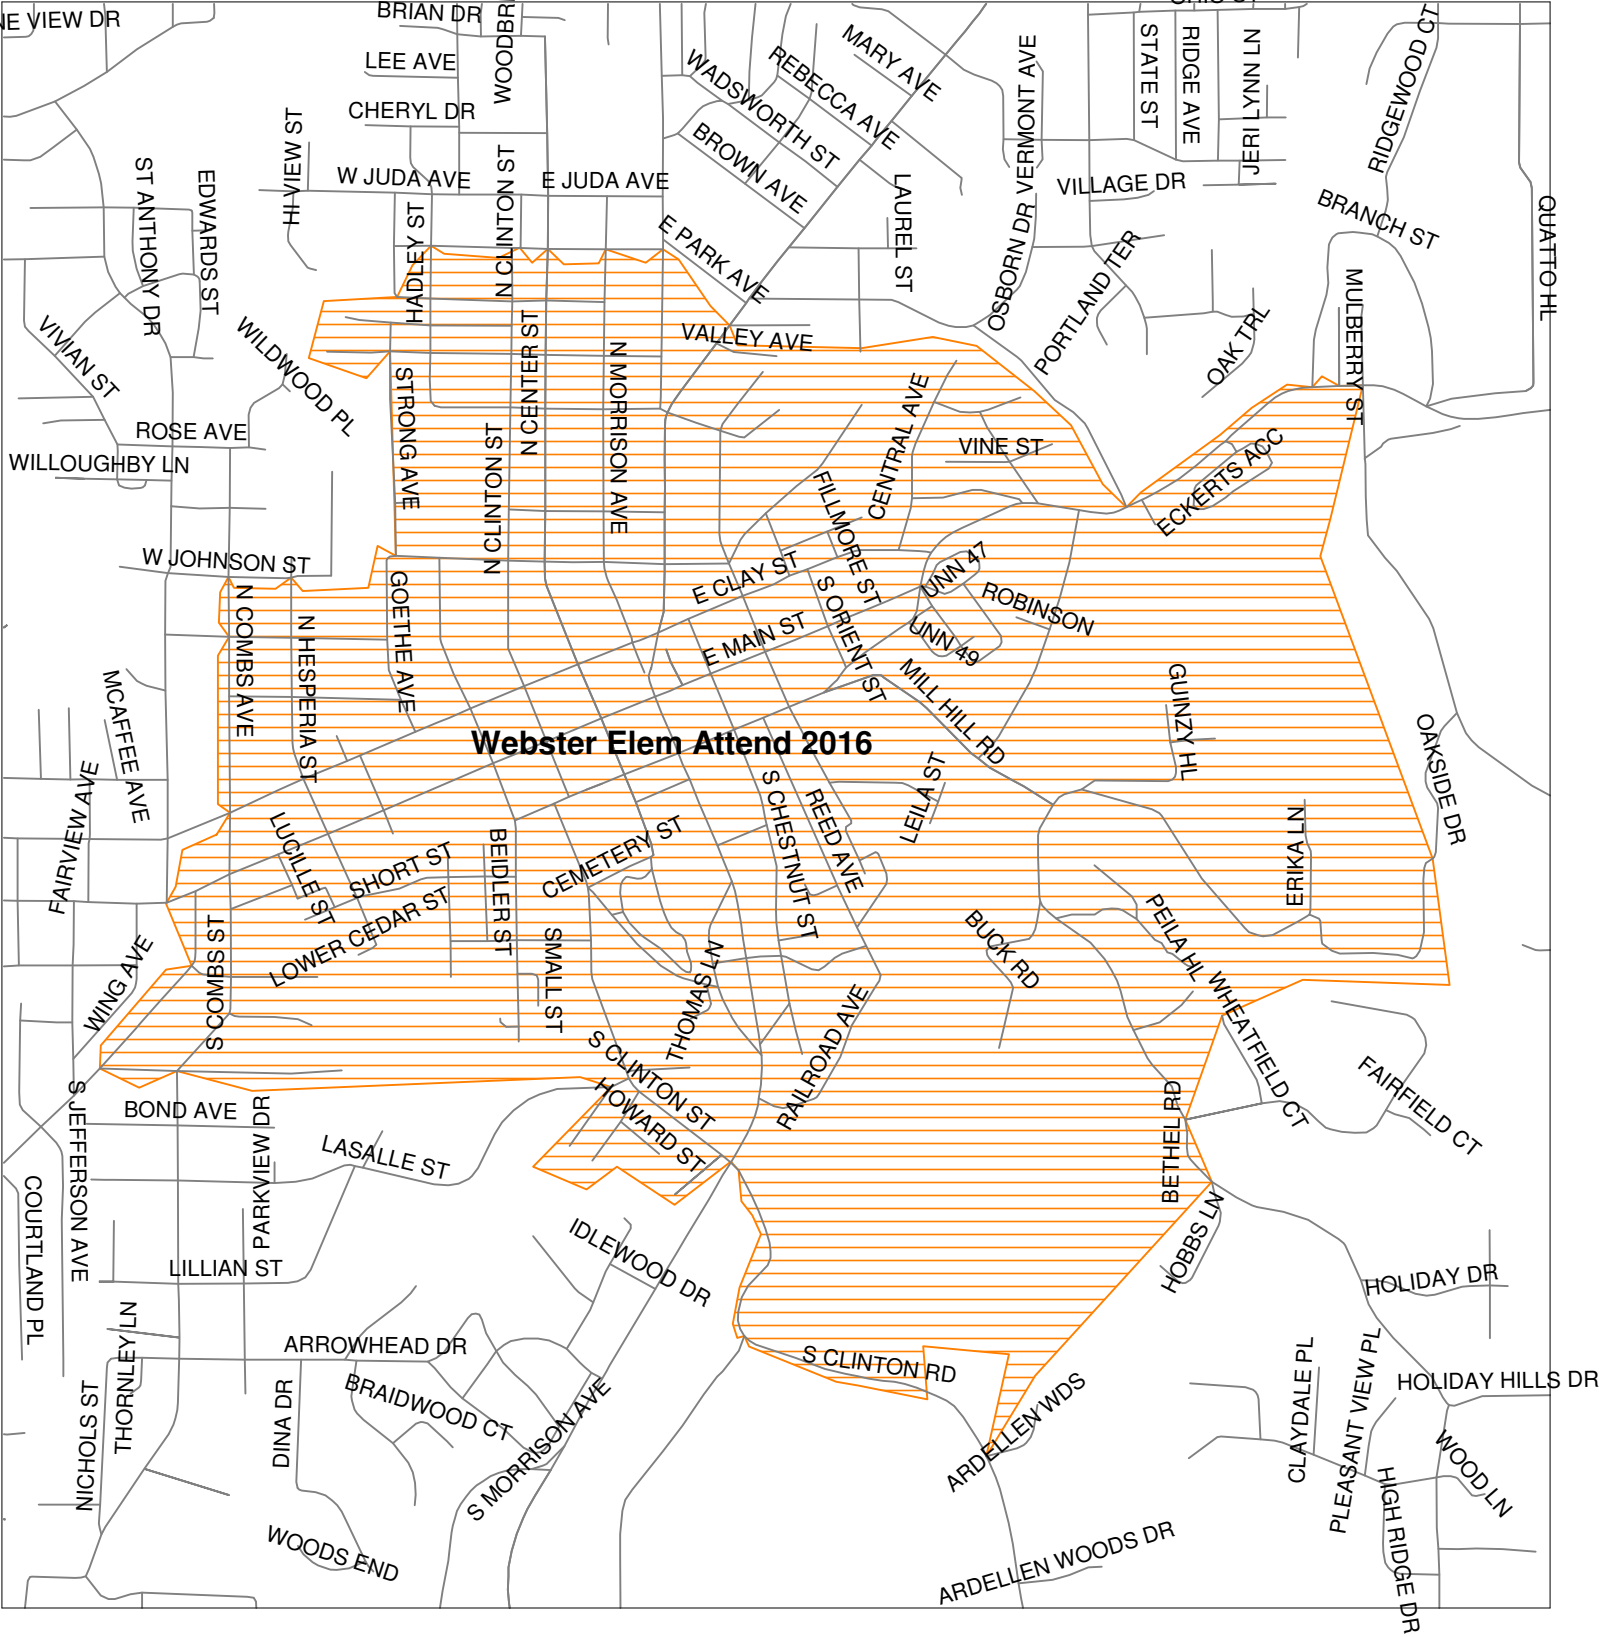 NE VIEW DR
BRIAN DR
LEE AVE
CHERYL DR
WADSWORTH ST
REBECCA AVE
MARY AVE
BROWN AVE
OSBORN DR
VERMONT AVE
STATE ST
RIDGE AVE
JERI LYNN LN
RIDGEWOOD CT
ST ANTHONY DR
EDWARDS ST
HI VIEW ST
W JUDA AVE
N CLINTON ST
E JUDA AVE
LAUREL ST
VILLAGE DR
BRANCH ST
QUATTO HL
HADLEY ST
E PARK AVE
PORTLAND TER
OAK TRL
MULBERRY ST
VIVIAN ST
WILDWOOD PL
VALLEY AVE
N CENTER ST
N MORRISON AVE
STRONG AVE
CENTRAL AVE
ROSE AVE
WILLOUGHBY LN
N CLINTON ST
VINE ST
ECKERTS ACC
FILLMORE ST
W JOHNSON ST
E CLAY ST
UNN 47
ROBINSON
N COMBS AVE
N HESPERIA ST
GOETHE AVE
E MAIN ST
S ORIENT ST
UNN 49
MCAFFEE AVE
MILL HILL RD
GUINZY HL
Webster Elem Attend 2016
OAKSIDE DR
FAIRVIEW AVE
LUCILLE ST
SHORT ST
BEIDLER ST
CEMETERY ST
S CHESTNUT ST
REED AVE
LEILA ST
ERIKA LN
LOWER CEDAR ST
WING AVE
S COMBS ST
SMALL ST
THOMAS LN
BUCK RD
PEILA HL
WHEATFIELD CT
RAILROAD AVE
S CLINTON ST
HOWARD ST
FAIRFIELD CT
S JEFFERSON AVE
BOND AVE
PARKVIEW DR
LASALLE ST
BETHEL RD
COURTLAND PL
LILLIAN ST
IDLEWOOD DR
HOBBS LN
HOLIDAY DR
THORNLEY LN
ARROWHEAD DR
S CLINTON RD
NICHOLS ST
DINA DR
BRAIDWOOD CT
S MORRISON AVE
ARDELLEN WDS
CLAYDALE PL
PLEASANT VIEW PL
HOLIDAY HILLS DR
WOOD LN
HIGH RIDGE DR
WOODS END
ARDELLEN WOODS DR